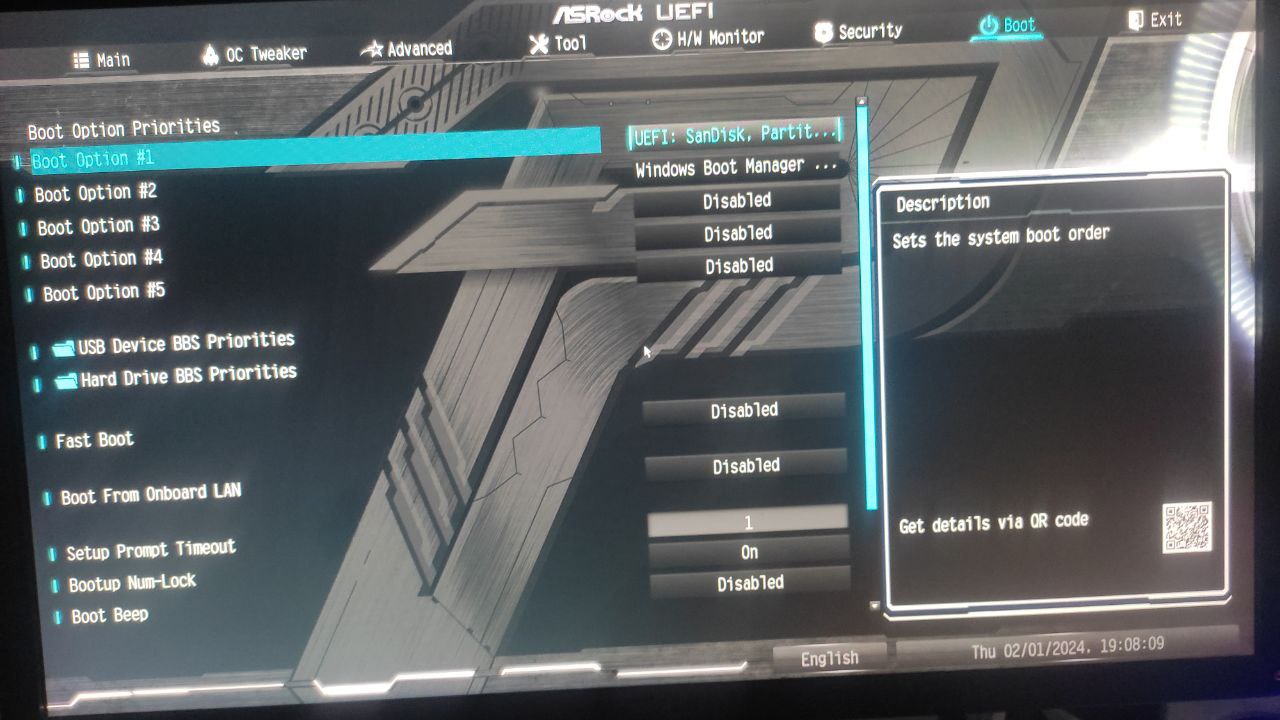 ASRock UEFI
Main
OC Tweaker
Advanced
Tool
H/W Monitor
Security
Boot
Exit
Boot Option Priorities
Boot Option #1 UEFI: SanDisk, Partit...
Boot Option #2 Windows Boot Manager ...
Boot Option #3 Disabled
Boot Option #4 Disabled
Boot Option #5 Disabled
USB Device BBS Priorities
Hard Drive BBS Priorities
Fast Boot Disabled
Boot From Onboard LAN Disabled
Setup Prompt Timeout 1
Bootup Num-Lock On
Boot Beep Disabled
Description
Sets the system boot order
Get details via QR code
English
Thu 02/01/2024, 19:08:09